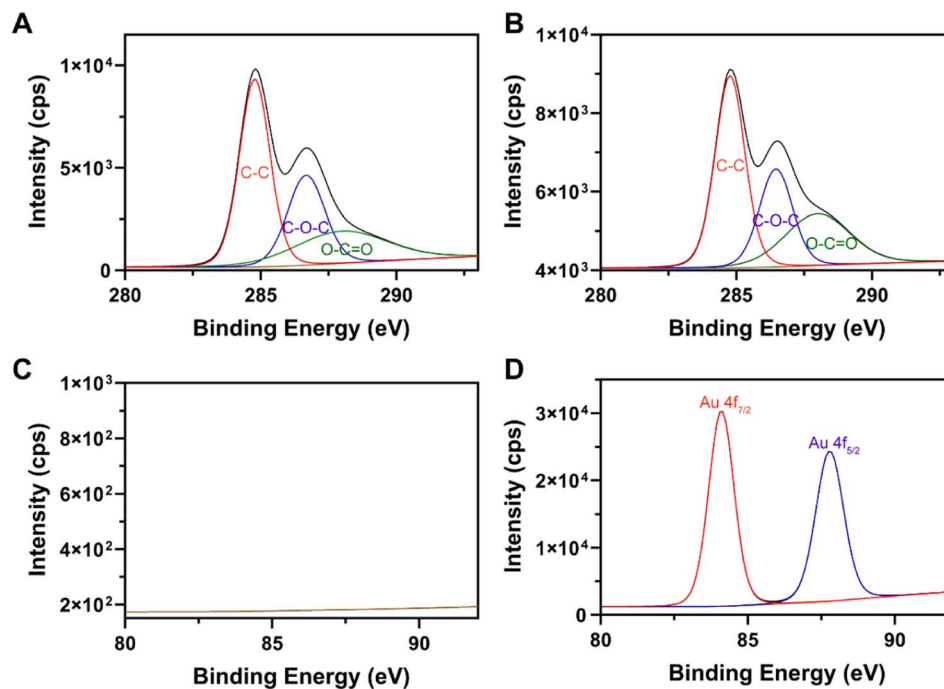 A
Intensity (cps)
1×10⁴
5×10³
0
C-C
C-O-C
O-C=O
280
285
290
Binding Energy (eV)
B
Intensity (cps)
1×10⁴
8×10³
6×10³
4×10³
C-C
C-O-C
O-C=O
280
285
290
Binding Energy (eV)
C
Intensity (cps)
1×10³
8×10²
6×10²
4×10²
2×10²
80
85
90
Binding Energy (eV)
D
Intensity (cps)
3×10⁴
2×10⁴
1×10⁴
0
Au 4f₇/₂
Au 4f₅/₂
80
85
90
Binding Energy (eV)